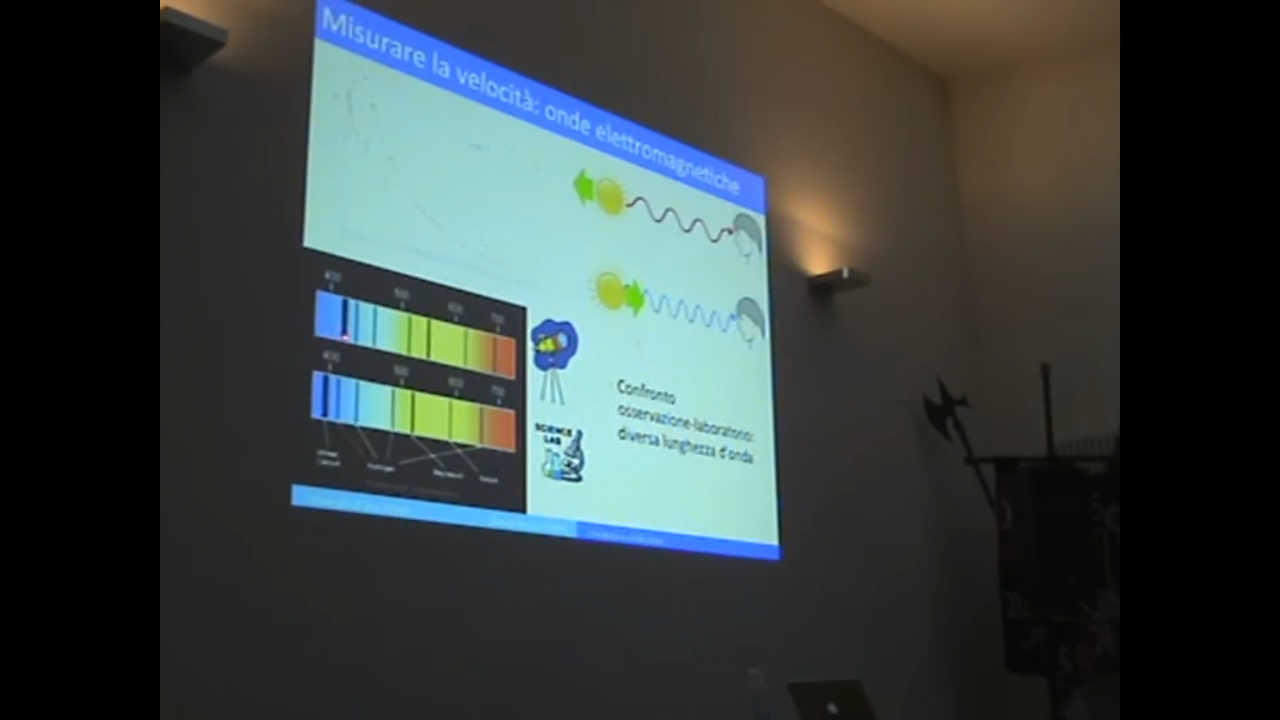 Misurare la velocità: onde elettromagnetiche
400 500 600 700
400 500 600 700
SCIENCE
LAB
Confronto
osservazione-laboratorio:
diversa lunghezza d'onda